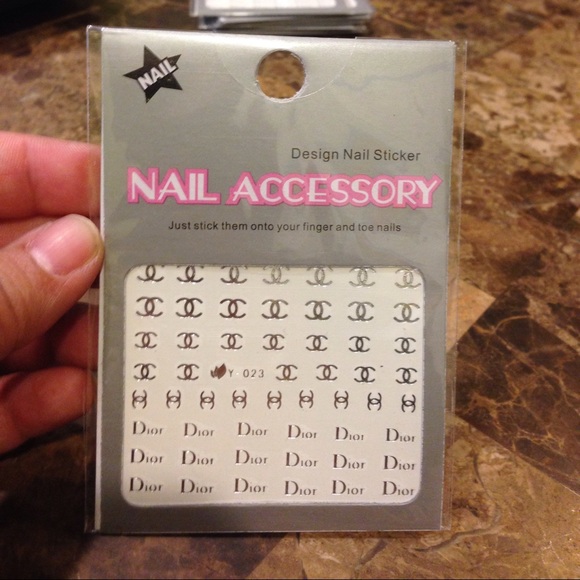 NAIL
Design Nail Sticker
NAIL ACCESSORY
Just stick them onto your finger and toe nails
Y-023
DIOR DIOR DIOR DIOR DIOR DIOR
DIOR DIOR DIOR DIOR DIOR DIOR
DIOR DIOR DIOR DIOR DIOR DIOR